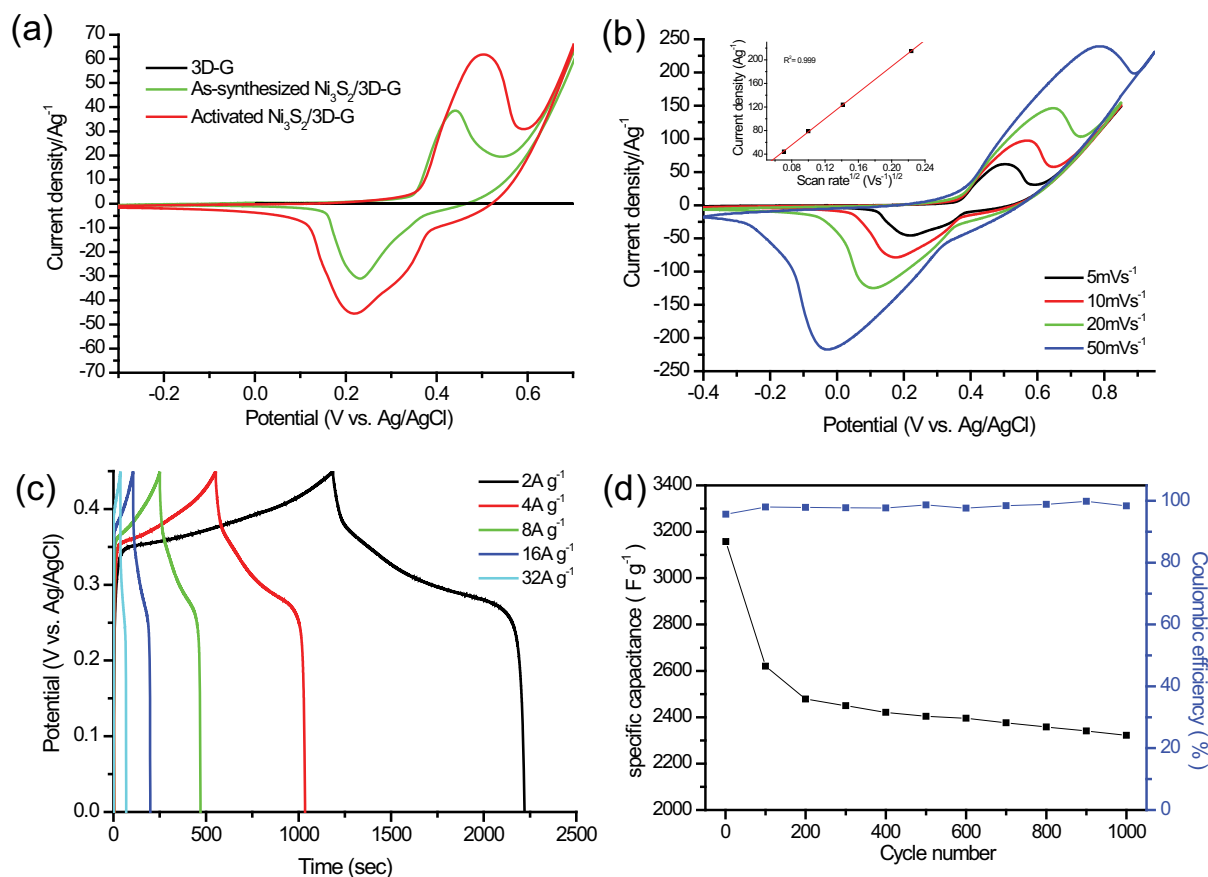 (a)
70
60
50
40
30
20
10
0
-10
-20
-30
-40
-50
-60
-70
Current density/Ag⁻¹
3D-G
As-synthesized Ni₃S₂/3D-G
Activated Ni₃S₂/3D-G
-0.2 0.0 0.2 0.4 0.6
Potential (V vs. Ag/AgCl)
(b)
250
200
150
100
50
0
-50
-100
-150
-200
-250
Current density/Ag⁻¹
R²= 0.999
200
160
120
80
40
Current density (Ag⁻¹)
0.08 0.12 0.16 0.20 0.24
Scan rate¹ᐟ² (Vs⁻¹)¹ᐟ²
5mVs⁻¹
10mVs⁻¹
20mVs⁻¹
50mVs⁻¹
-0.4 -0.2 0.0 0.2 0.4 0.6 0.8
Potential (V vs. Ag/AgCl)
(c)
0.4
0.3
0.2
0.1
0.0
Potential (V vs. Ag/AgCl)
2A g⁻¹
4A g⁻¹
8A g⁻¹
16A g⁻¹
32A g⁻¹
0 500 1000 1500 2000 2500
Time (sec)
(d)
3400
3200
3000
2800
2600
2400
2200
2000
specific capacitance ( F g⁻¹)
100
80
60
40
20
0
Coulombic efficiency ( % )
0 200 400 600 800 1000
Cycle number